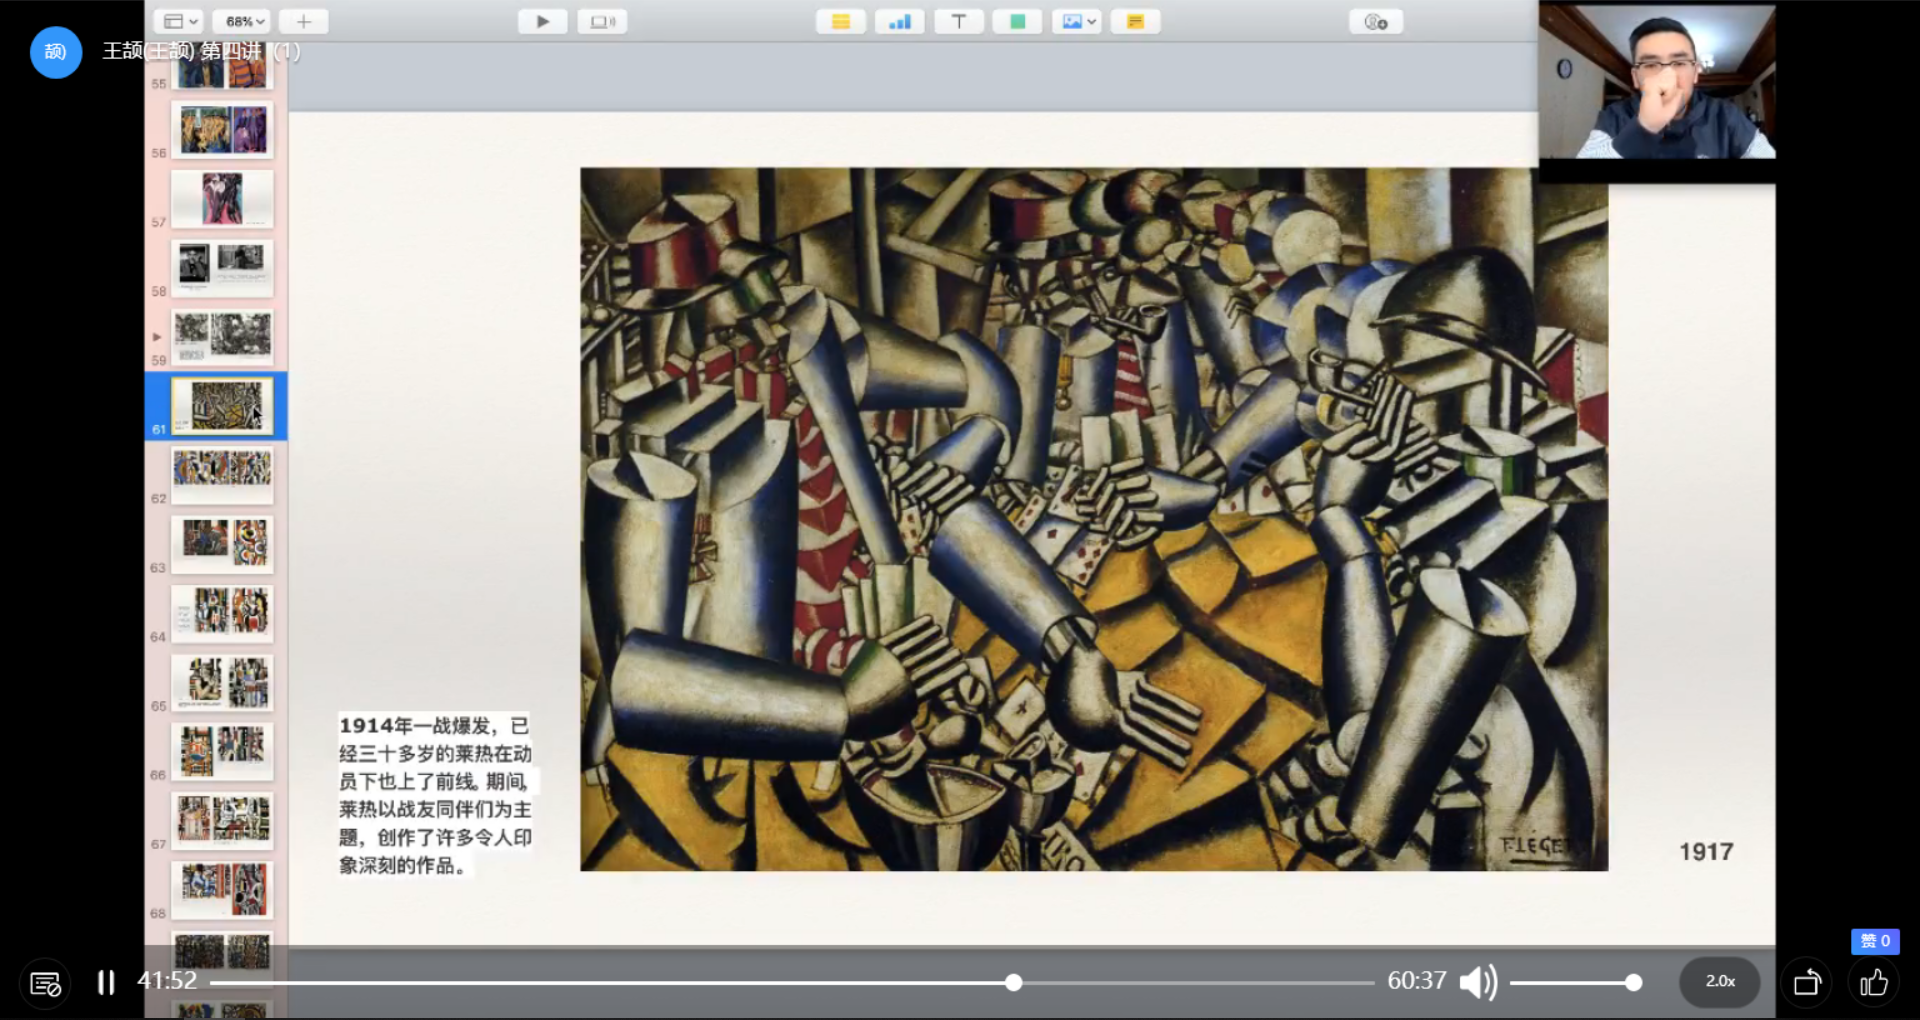 68%
颉)
王颉(王颉) 第四讲 (1)
55
56
57
58
59
61
62
63
64
65
66
67
68
1914年一战爆发，已
经三十多岁的莱热在动
员下也上了前线。期间，
莱热以战友同伴们为主
题，创作了许多令人印
象深刻的作品。
F.LEGER
1917
赞 0
41:52
60:37
2.0x